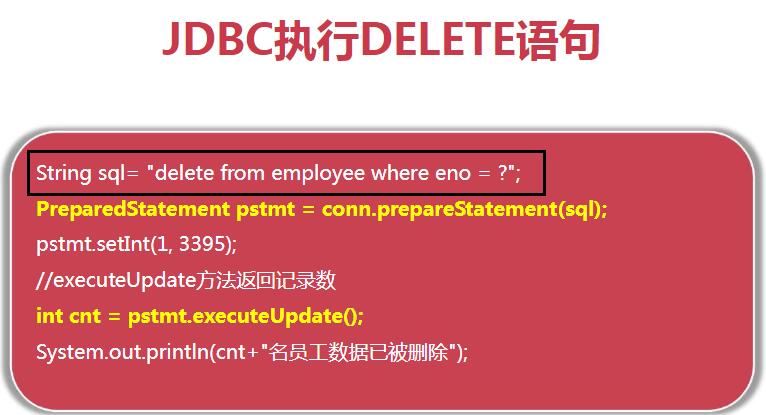 JDBC执行DELETE语句
String sql= "delete from employee where eno = ?";
PreparedStatement pstmt = conn.prepareStatement(sql);
pstmt.setInt(1, 3395);
//executeUpdate方法返回记录数
int cnt = pstmt.executeUpdate();
System.out.println(cnt+"名员工数据已被删除");